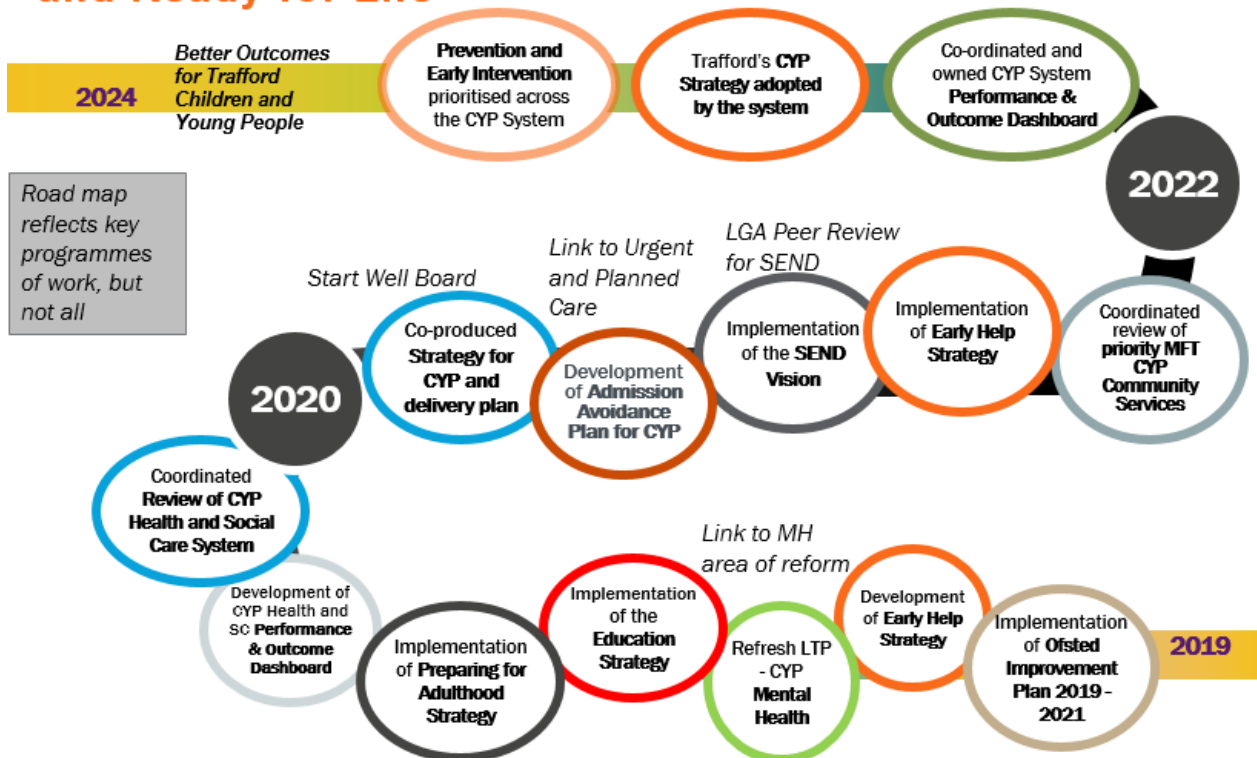 and Ready for Life
2024
Better Outcomes
for Trafford
Children and
Young People
Prevention and
Early Intervention
prioritised across
the CYP System
Trafford's CYP
Strategy adopted
by the system
Co-ordinated and
owned CYP System
Performance &
Outcome Dashboard
2022
Road map
reflects key
programmes
of work, but
not all
Start Well Board
Co-produced
Strategy for
CYP and
delivery plan
Link to Urgent
and Planned
Care
Development
of Admission
Avoidance
Plan for CYP
LGA Peer Review
for SEND
Implementation
of the SEND
Vision
Implementation
of Early Help
Strategy
Coordinated
review of
priority MFT
CYP
Community
Services
2020
Coordinated
Review of CYP
Health and Social
Care System
Development of
CYP Health and
SC Performance
& Outcome
Dashboard
Implementation
of Preparing for
Adulthood
Strategy
Implementation
of the
Education
Strategy
Link to MH
area of reform
Refresh LTP
- CYP
Mental
Health
Development
of Early Help
Strategy
Implementation
of Ofsted
Improvement
Plan 2019 -
2021
2019